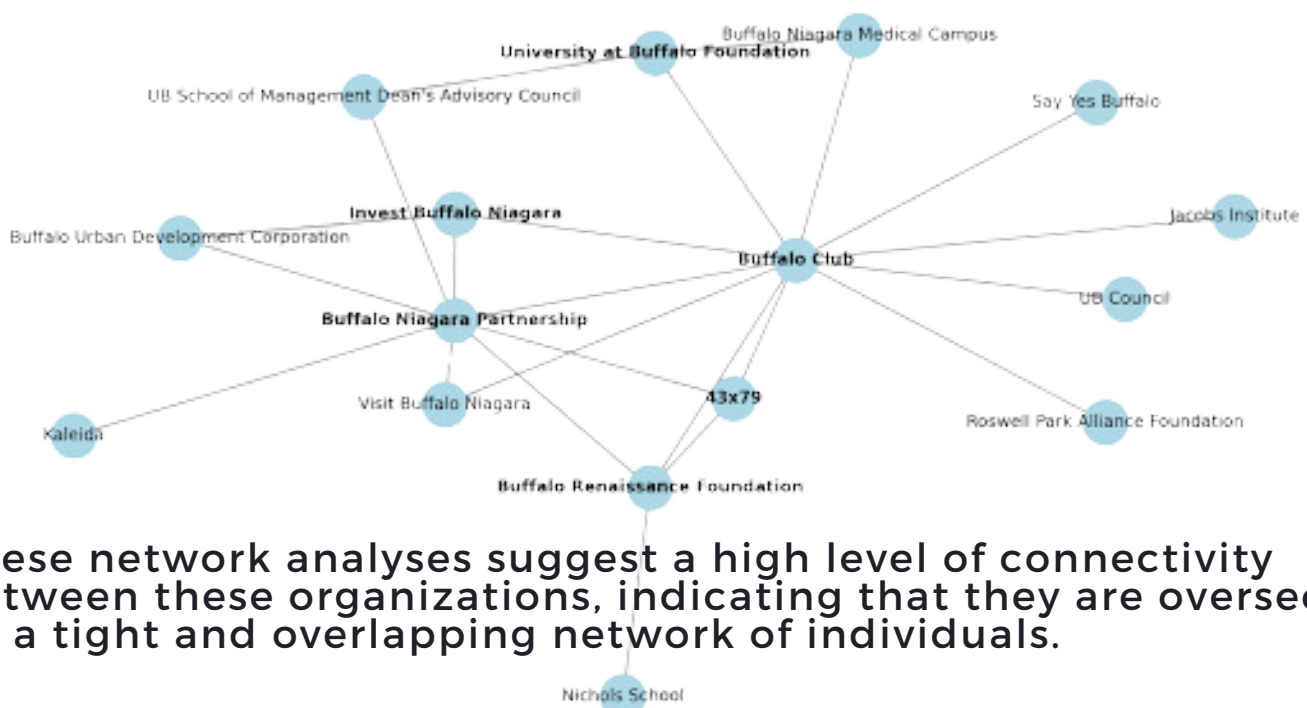 Buffalo Niagara Medical Campus
University at Buffalo Foundation
UB School of Management Dean's Advisory Council
Say Yes Buffalo
Invest Buffalo Niagara
Jacobs Institute
Buffalo Urban Development Corporation
Buffalo Club
UB Council
Buffalo Niagara Partnership
43x79
Visit Buffalo Niagara
Roswell Park Alliance Foundation
Kaleida
Buffalo Renaissance Foundation
ese network analyses suggest a high level of connectivity
tween these organizations, indicating that they are oversee
a tight and overlapping network of individuals.
Nichols School